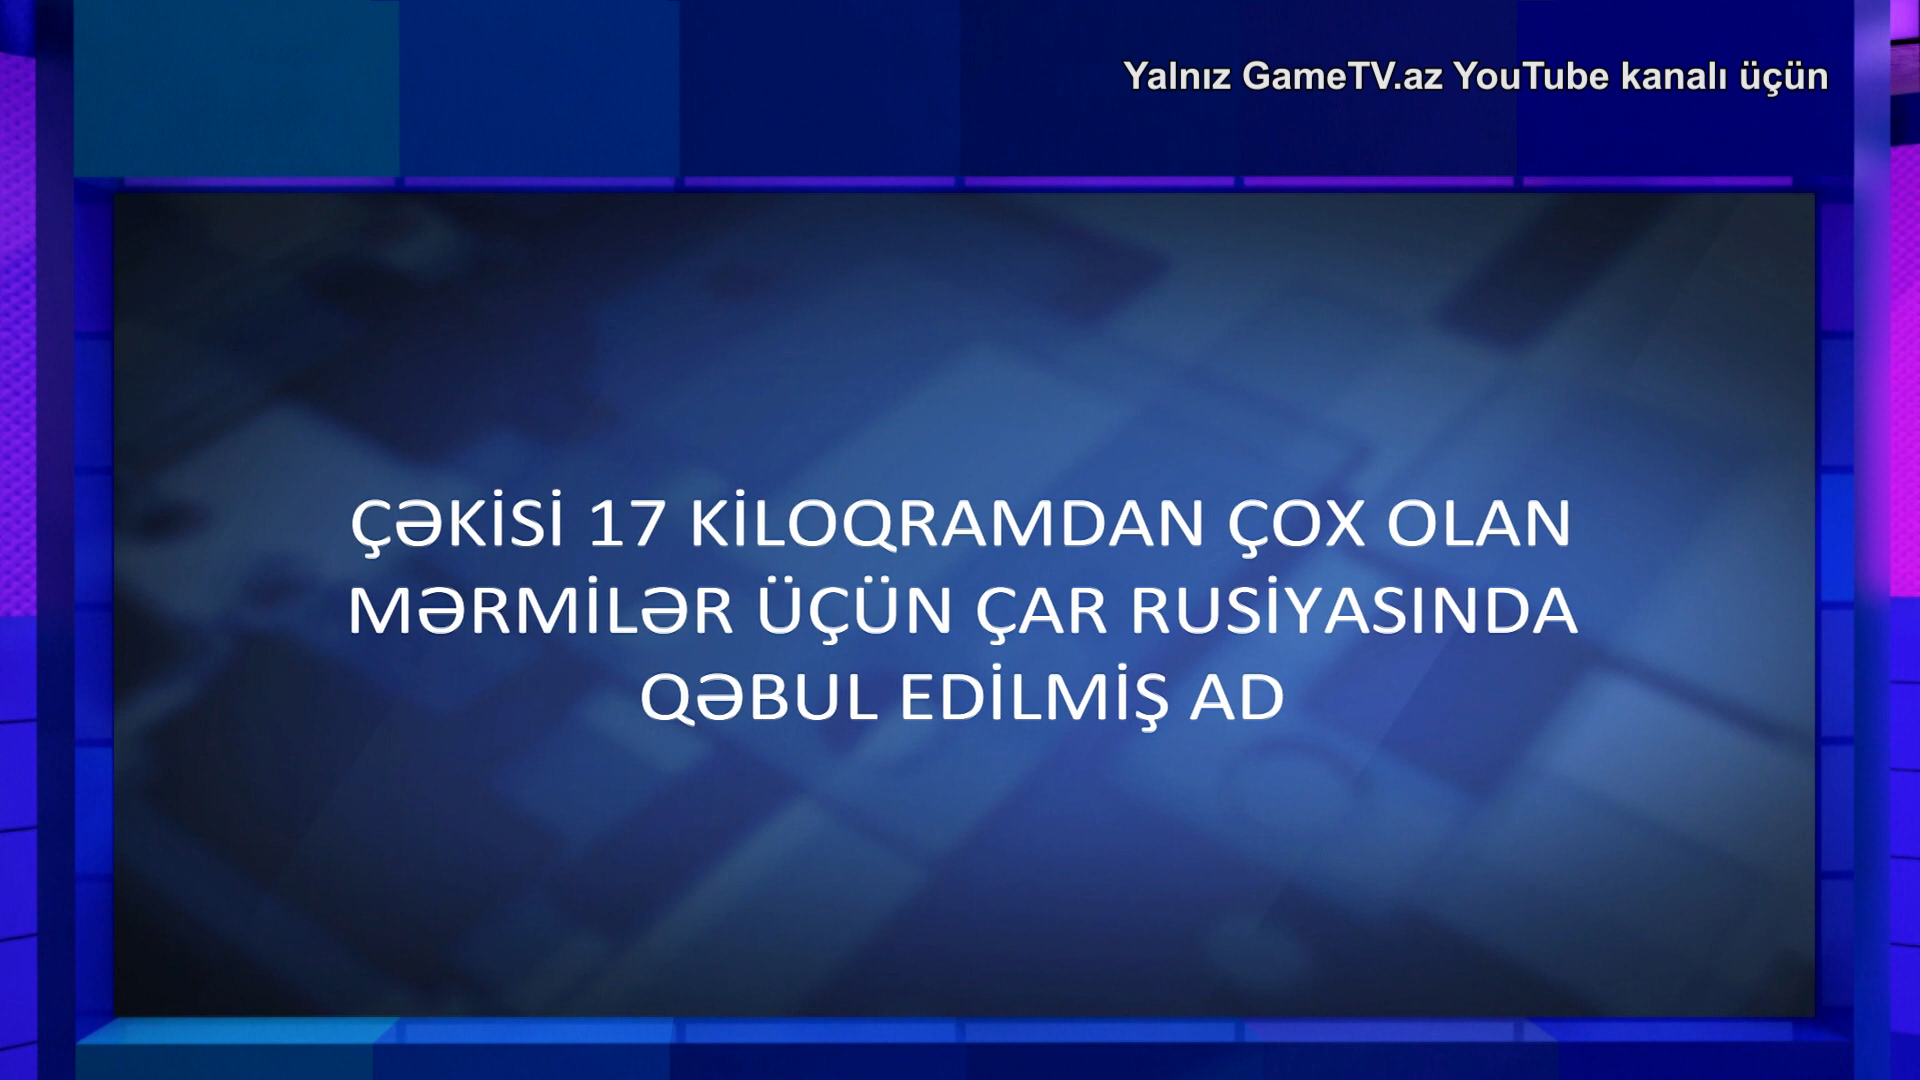 Yalnız GameTV.az YouTube kanalı üçün
ÇƏKİSİ 17 KİLOQRAMDAN ÇOX OLAN
MƏRMİLƏR ÜÇÜN ÇAR RUSİYASINDA
QƏBUL EDİLMİŞ AD